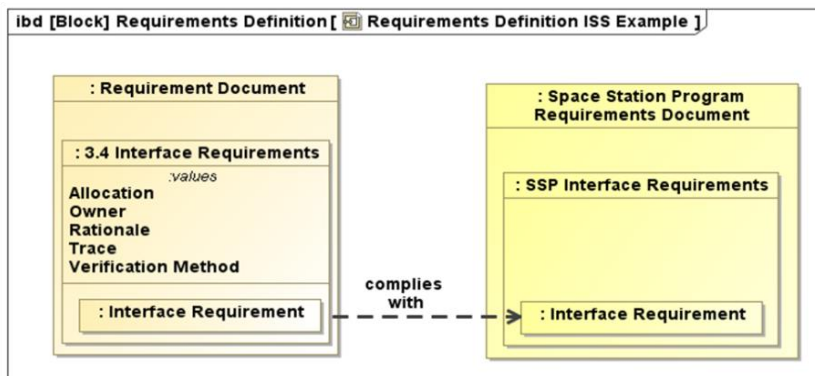 ibd [Block] Requirements Definition [ Requirements Definition ISS Example ]
: Requirement Document
: 3.4 Interface Requirements
:values
Allocation
Owner
Rationale
Trace
Verification Method
: Interface Requirement
complies
with
: Space Station Program
Requirements Document
: SSP Interface Requirements
: Interface Requirement